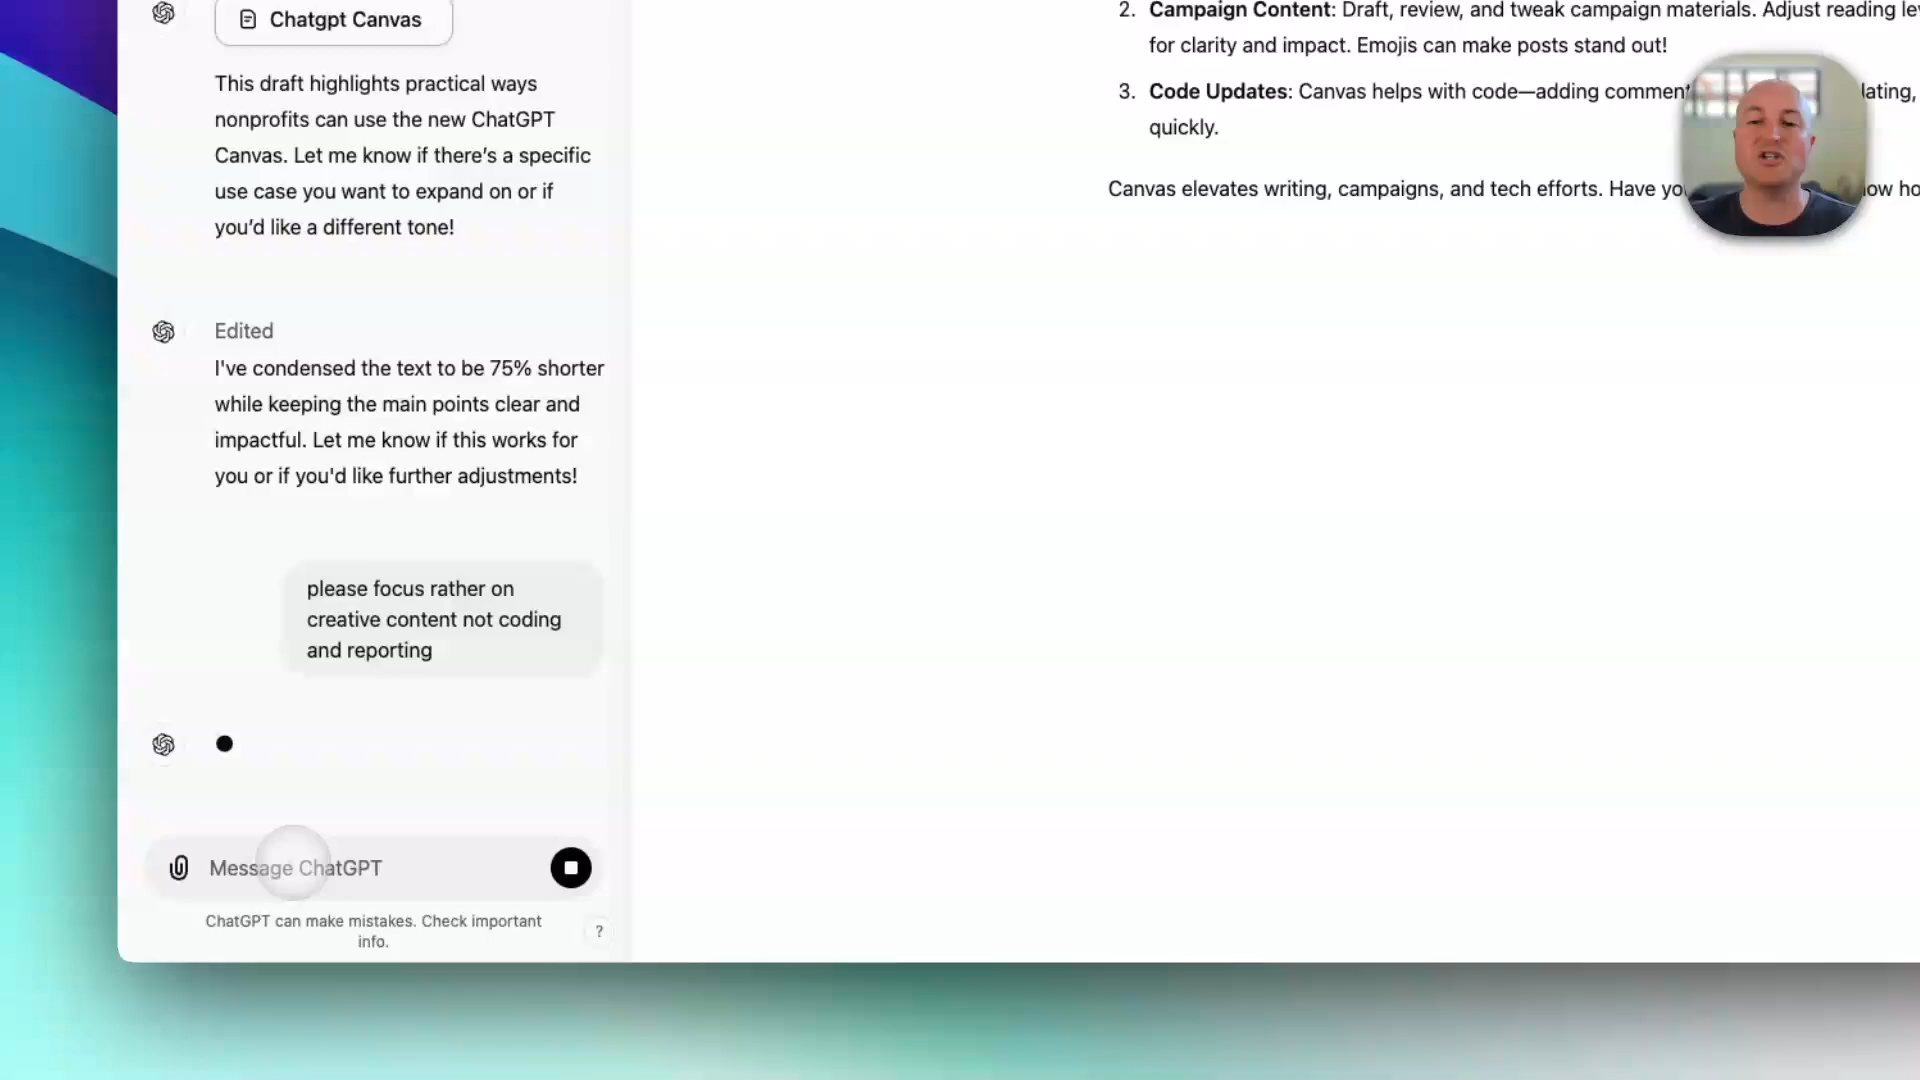 Chatgpt Canvas
This draft highlights practical ways
nonprofits can use the new ChatGPT
Canvas. Let me know if there's a specific
use case you want to expand on or if
you'd like a different tone!
Edited
I've condensed the text to be 75% shorter
while keeping the main points clear and
impactful. Let me know if this works for
you or if you'd like further adjustments!
please focus rather on
creative content not coding
and reporting
Message ChatGPT
ChatGPT can make mistakes. Check important
info.
?
2. Campaign Content: Draft, review, and tweak campaign materials. Adjust reading
for clarity and impact. Emojis can make posts stand out!
3. Code Updates: Canvas helps with code—adding
quickly.
Canvas elevates writing, campaigns, and tech efforts. Have